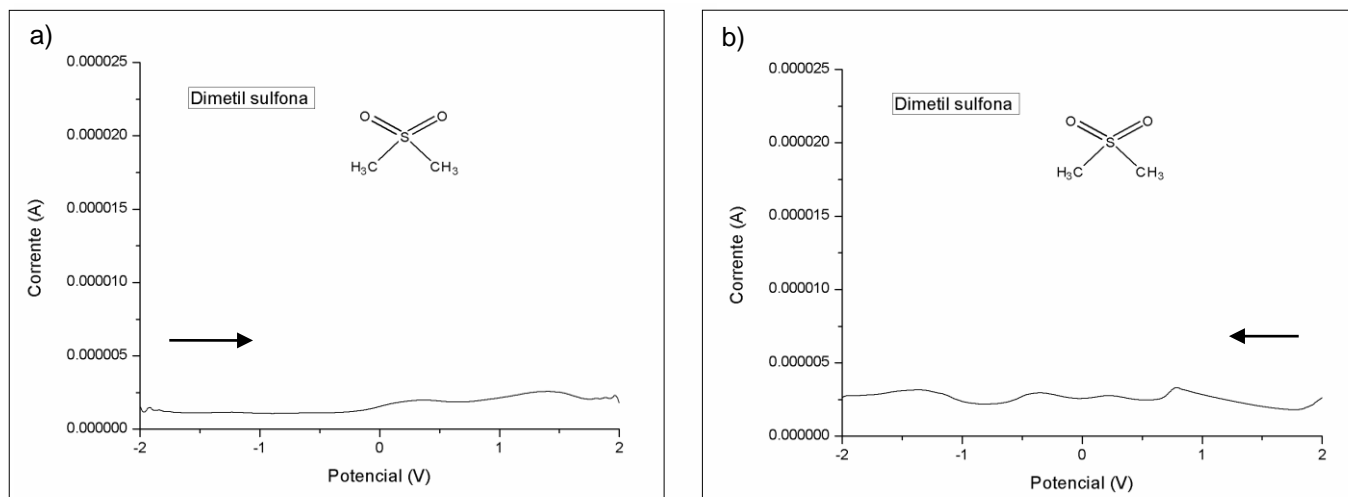 a)
0.000025
0.000020
0.000015
0.000010
0.000005
0.000000
Corrente (A)
Dimetil sulfona
O O
S
H₃C CH₃
-2 -1 0 1 2
Potencial (V)
b)
0.000025
0.000020
0.000015
0.000010
0.000005
0.000000
Corrente (A)
Dimetil sulfona
O O
S
H₃C CH₃
-2 -1 0 1 2
Potencial (V)